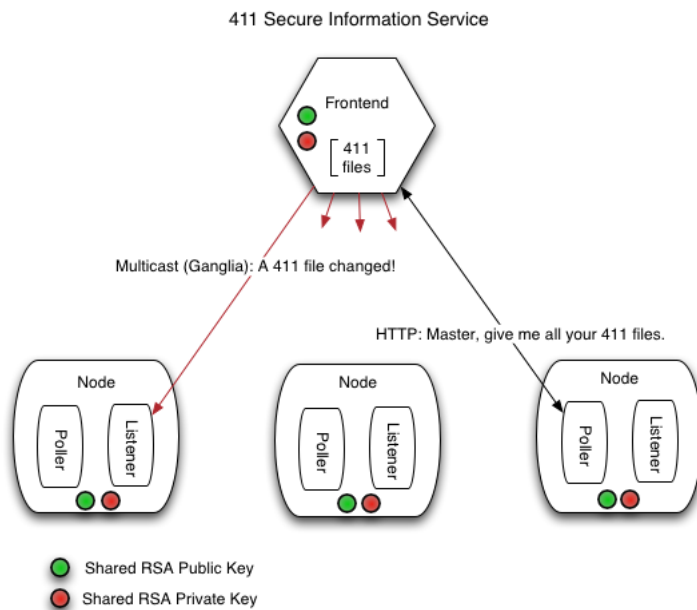 411 Secure Information Service
Frontend
411
files
Multicast (Ganglia): A 411 file changed!
HTTP: Master, give me all your 411 files.
Node
Poller
Listener
Node
Poller
Listener
Node
Poller
Listener
Shared RSA Public Key
Shared RSA Private Key